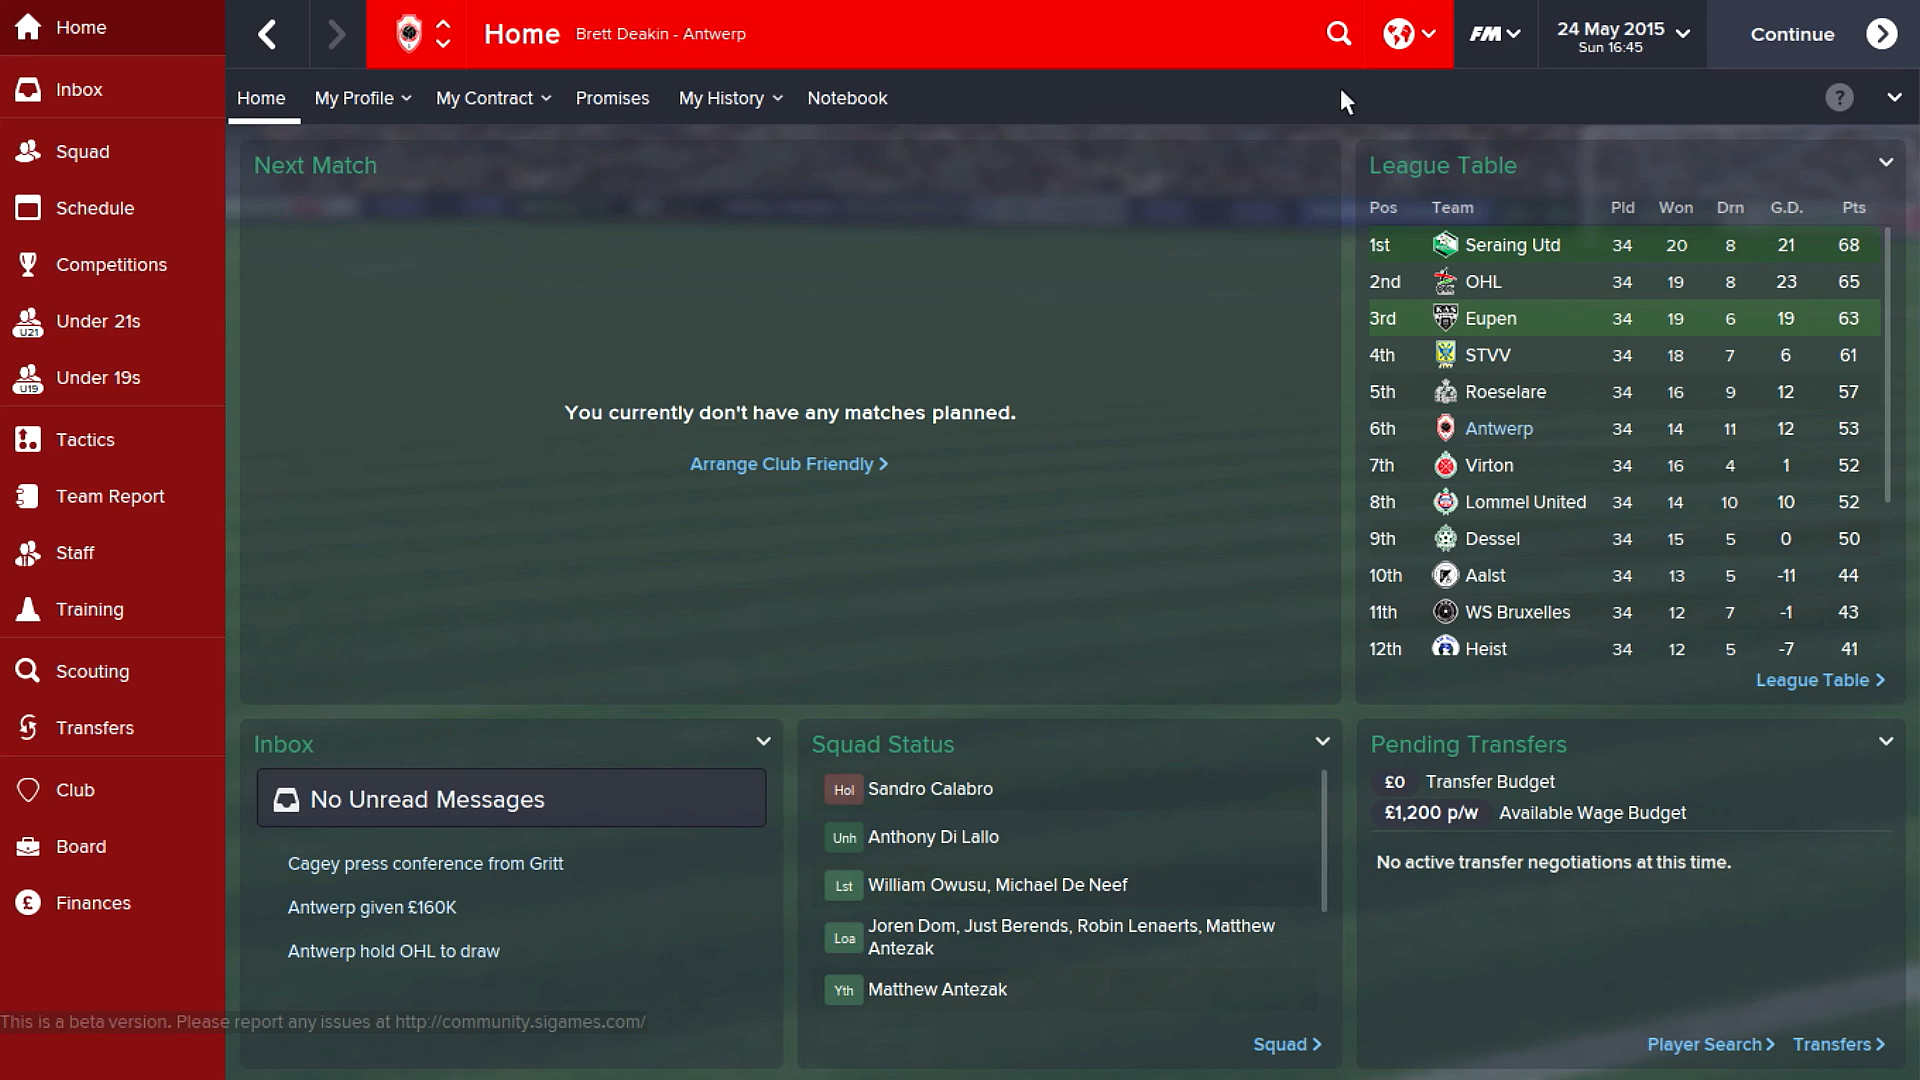 Home
Inbox
Squad
Schedule
Competitions
U21 Under 21s
U19 Under 19s
Tactics
Team Report
Staff
Training
Scouting
Transfers
Club
Board
£ Finances
Home Brett Deakin - Antwerp
FM
24 May 2015
Sun 16:45
Continue
Home My Profile My Contract Promises My History Notebook ?
Next Match
You currently don't have any matches planned.
Arrange Club Friendly >
League Table
Pos Team Pld Won Drn G.D. Pts
1st Seraing Utd 34 20 8 21 68
2nd OHL 34 19 8 23 65
3rd Eupen 34 19 6 19 63
4th STVV 34 18 7 6 61
5th Roeselare 34 16 9 12 57
6th Antwerp 34 14 11 12 53
7th Virton 34 16 4 1 52
8th Lommel United 34 14 10 10 52
9th Dessel 34 15 5 0 50
10th Aalst 34 13 5 -11 44
11th WS Bruxelles 34 12 7 -1 43
12th Heist 34 12 5 -7 41
League Table >
Inbox
No Unread Messages
Cagey press conference from Gritt
Antwerp given £160K
Antwerp hold OHL to draw
Squad Status
Hol Sandro Calabro
Unh Anthony Di Lallo
Lst William Owusu, Michael De Neef
Loa Joren Dom, Just Berends, Robin Lenaerts, Matthew
Antezak
Yth Matthew Antezak
Squad >
Pending Transfers
£0 Transfer Budget
£1,200 p/w Available Wage Budget
No active transfer negotiations at this time.
Player Search > Transfers >
This is a beta version. Please report any issues at http://community.sigames.com/